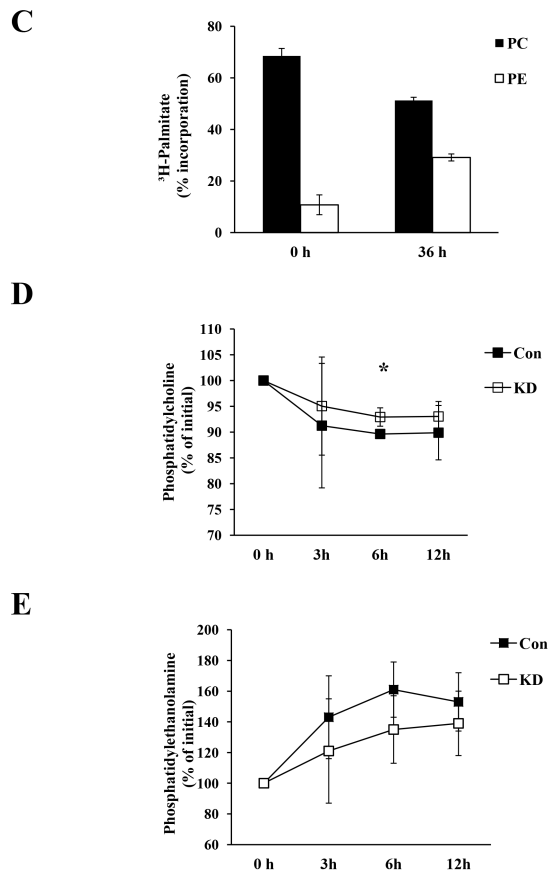 C
³H-Palmitate
(% incorporation)
80
60
40
20
0
0 h
36 h
PC
PE
D
Phosphatidylcholine
(% of initial)
110
105
100
95
90
85
80
75
70
*
0 h
3h
6h
12h
Con
KD
E
Phosphatidylethanolamine
(% of initial)
200
180
160
140
120
100
80
60
0 h
3h
6h
12h
Con
KD